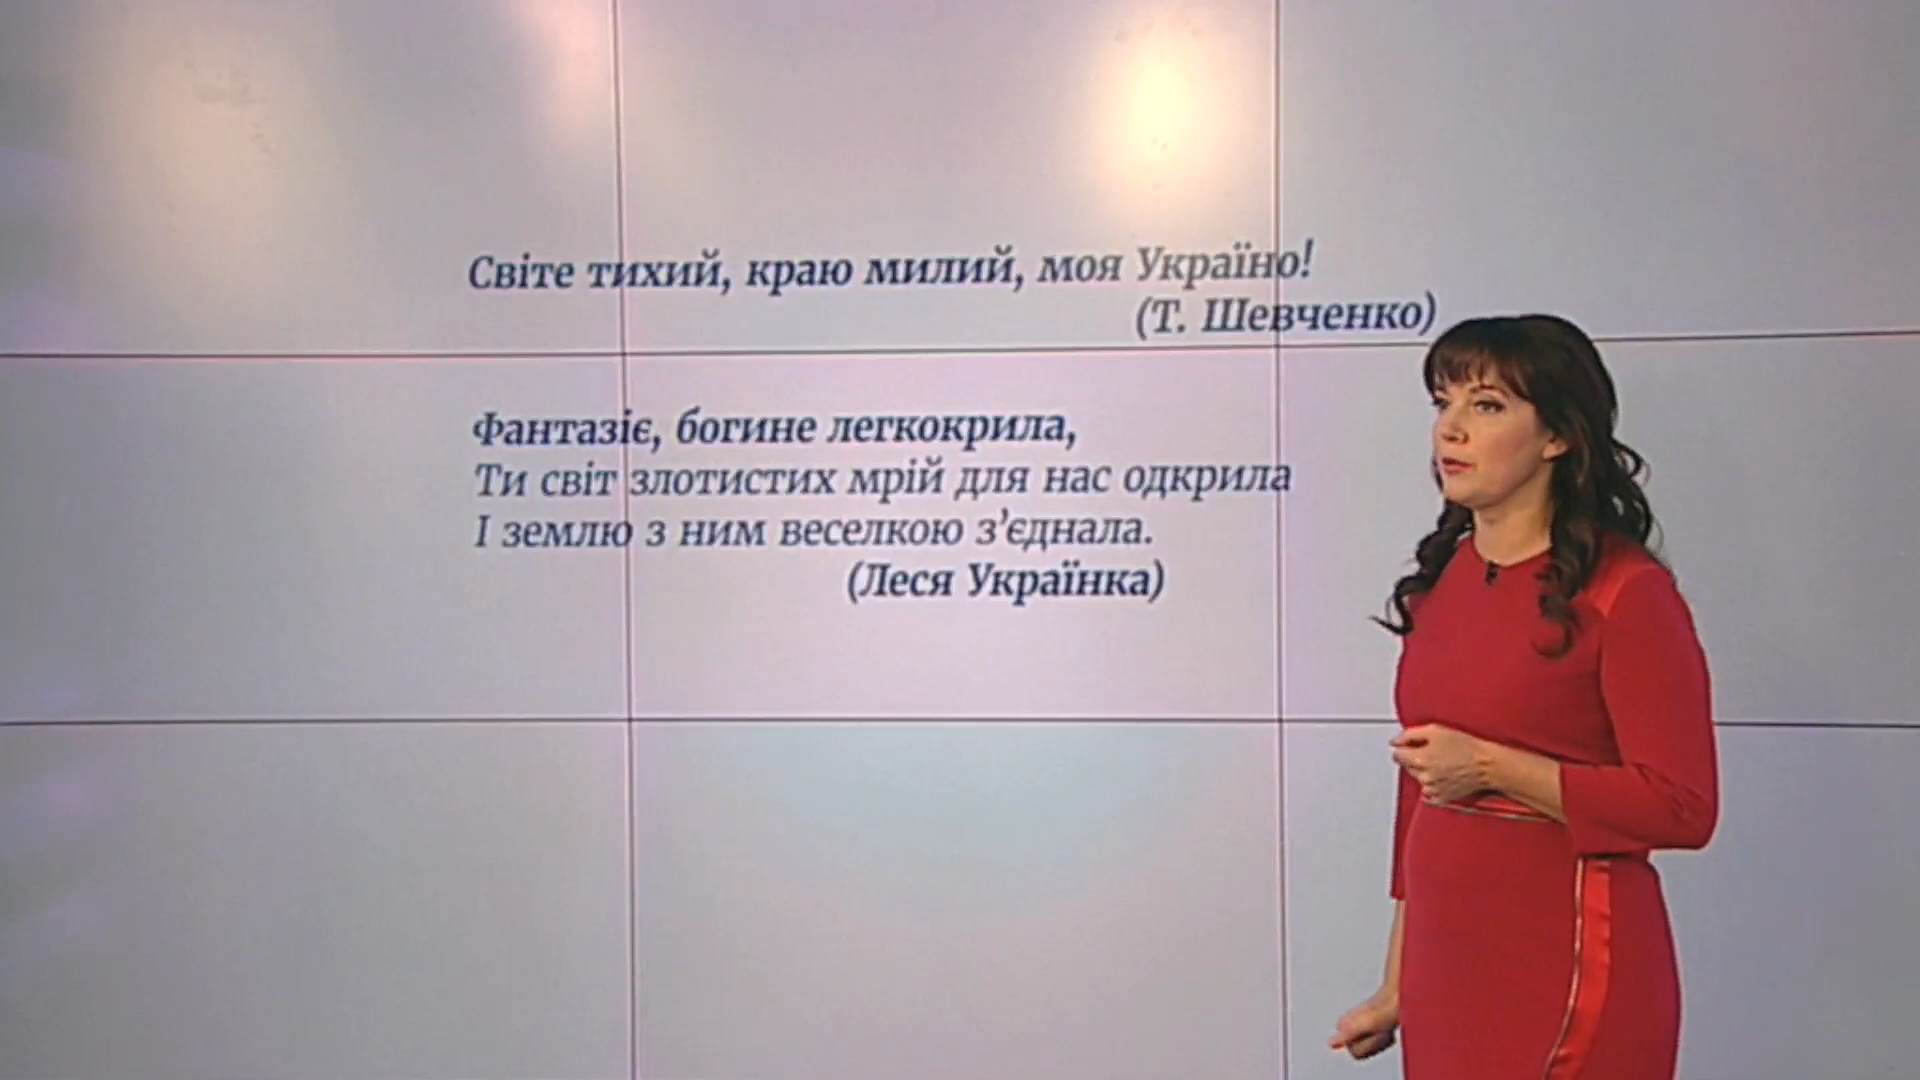 Світе тихий, краю милий, моя Україно!
(Т. Шевченко)
Фантазіє, богине легкокрила,
Ти світ злотистих мрій для нас одкрила
І землю з ним веселкою з’єднала.
(Леся Українка)